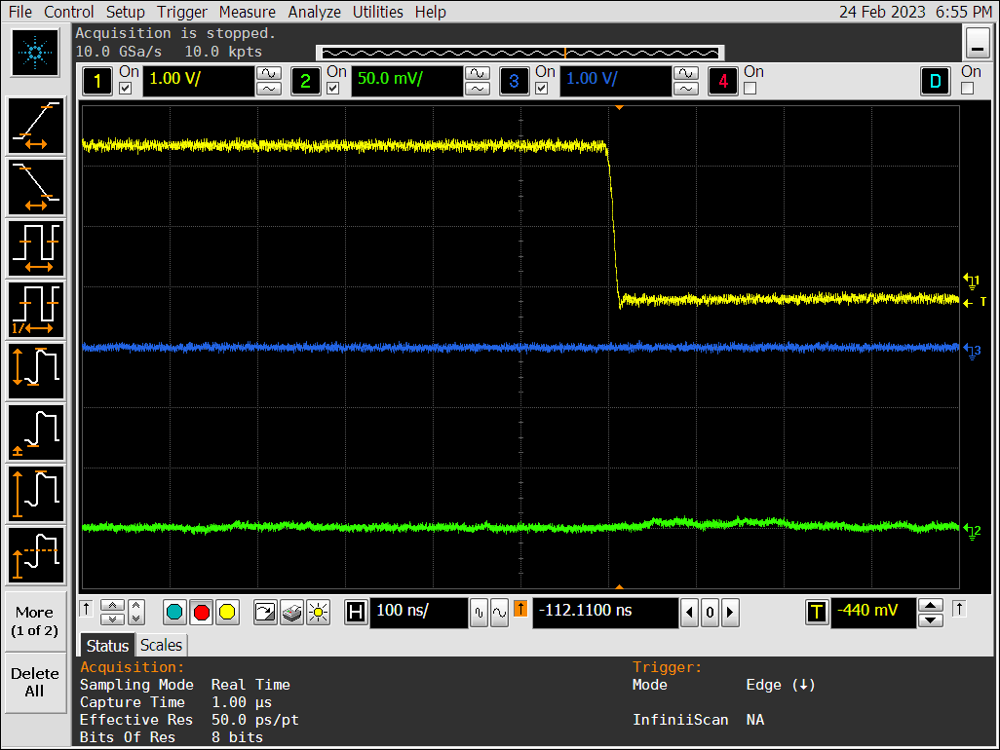 File Control Setup Trigger Measure Analyze Utilities Help 24 Feb 2023 6:55 PM
Acquisition is stopped.
10.0 GSa/s 10.0 kpts
1 On 1.00 V/ 2 On 50.0 mV/ 3 On 1.00 V/ 4 On D On
1/
1
T
3
2
More
(1 of 2)
Delete
All
H 100 ns/ -112.1100 ns 0 T -440 mV
Status Scales
Acquisition: Trigger:
Sampling Mode Real Time Mode Edge (↓)
Capture Time 1.00 µs
Effective Res 50.0 ps/pt InfiniiScan NA
Bits Of Res 8 bits